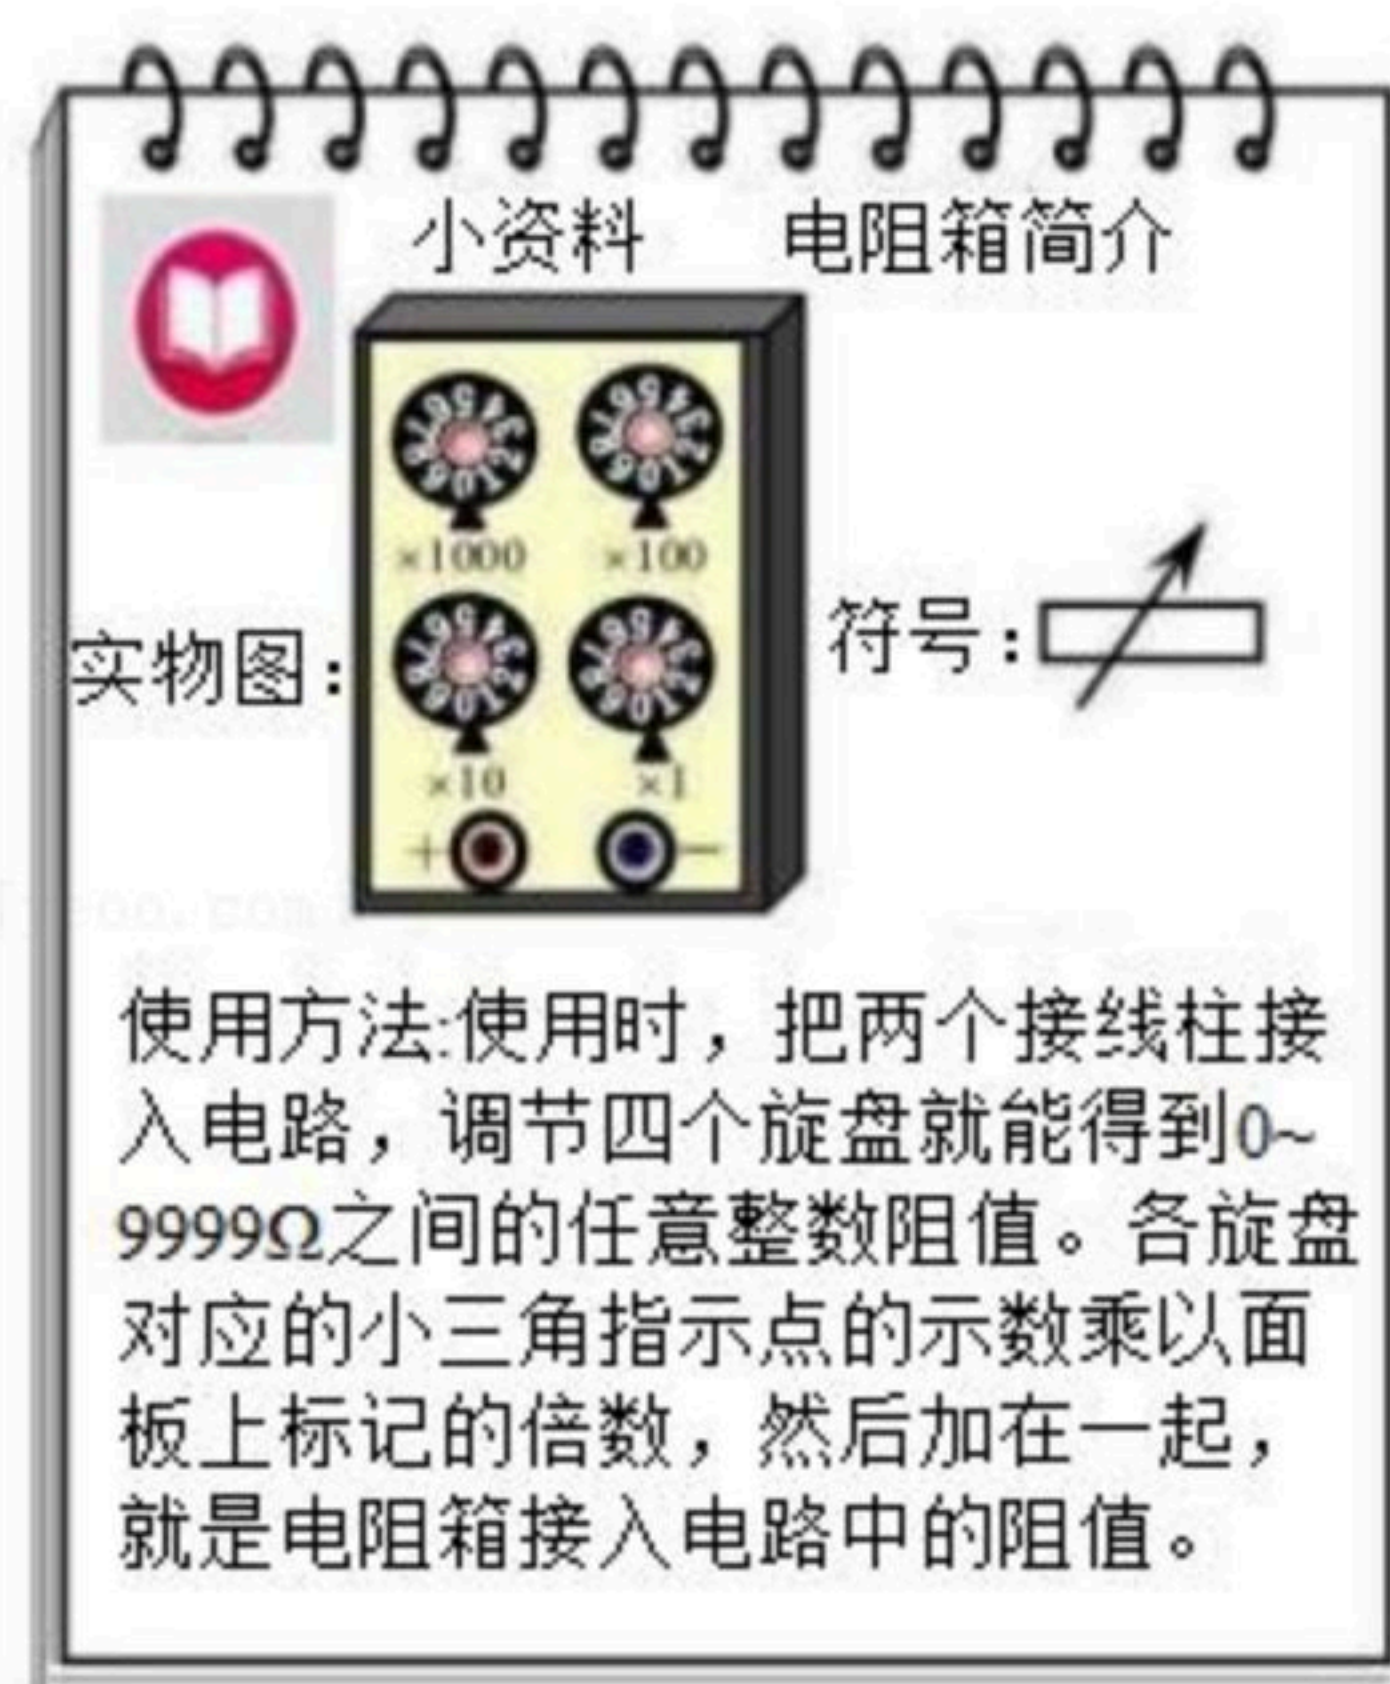 小资料 电阻箱简介
×1000 ×100
实物图: 符号:
×10 ×1
+ −
使用方法:使用时，把两个接线柱接
入电路，调节四个旋盘就能得到0~
9999Ω之间的任意整数阻值。各旋盘
对应的小三角指示点的示数乘以面
板上标记的倍数，然后加在一起，
就是电阻箱接入电路中的阻值。